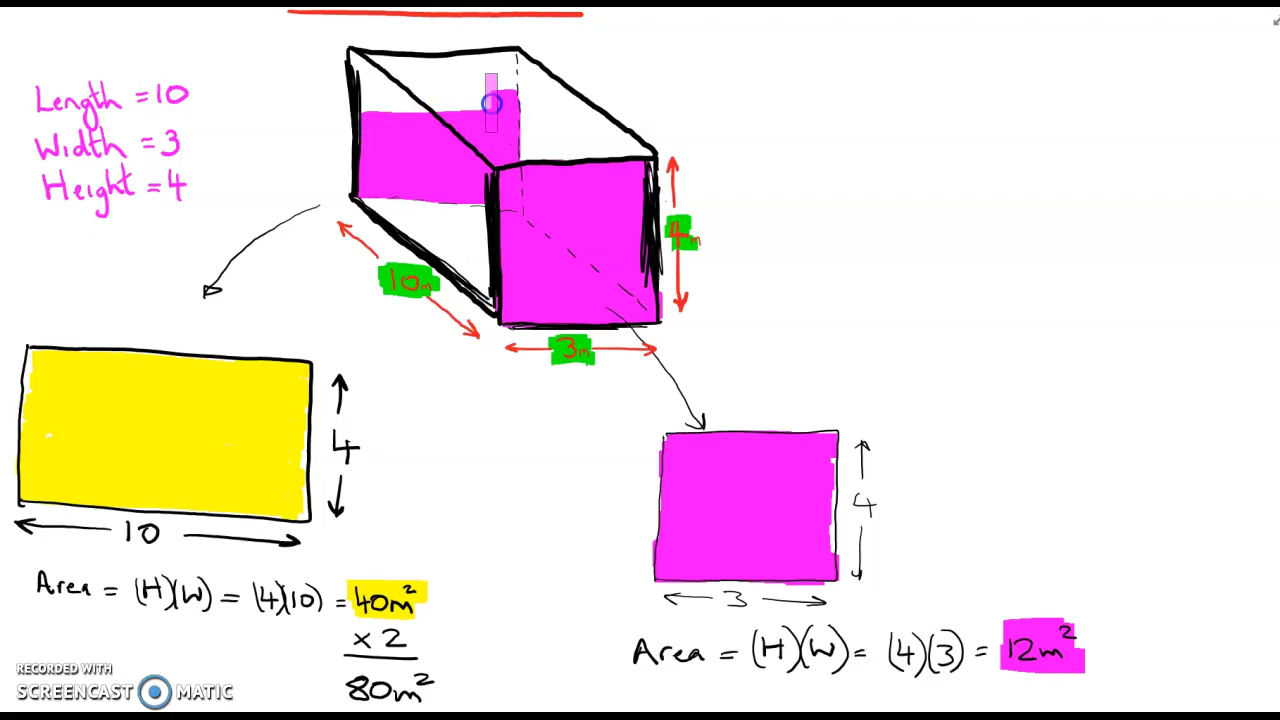 Length = 10
Width = 3
Height = 4
4m
10m
3m
4
10
4
3
Area = (H)(W) = (4)(10) = 40m²
x 2
80m²
Area = (H)(W) = (4)(3) = 12m²
RECORDED WITH
SCREENCAST MATIC